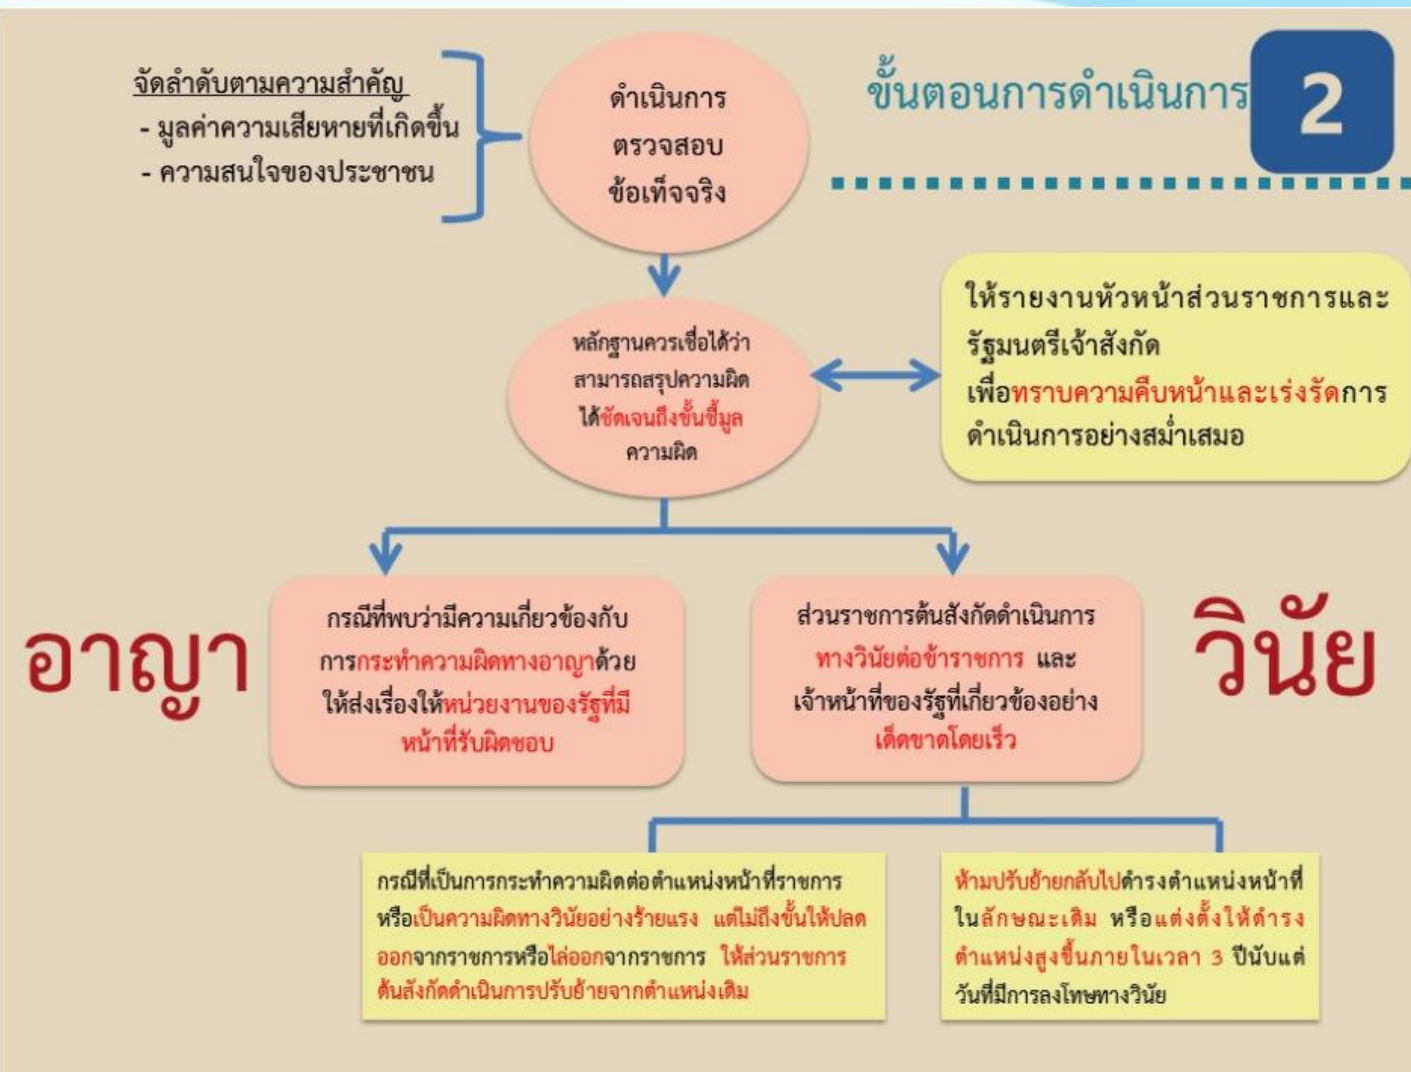 ขั้นตอนการดำเนินการ 2
จัดลำดับตามความสำคัญ
- มูลค่าความเสียหายที่เกิดขึ้น
- ความสนใจของประชาชน
ดำเนินการ
ตรวจสอบ
ข้อเท็จจริง
หลักฐานควรเชื่อได้ว่า
สามารถสรุปความผิด
ได้ชัดเจนถึงขั้นชี้มูล
ความผิด
ให้รายงานหัวหน้าส่วนราชการและ
รัฐมนตรีเจ้าสังกัด
เพื่อทราบความคืบหน้าและเร่งรัดการ
ดำเนินการอย่างสม่ำเสมอ
อาญา
กรณีที่พบว่ามีความเกี่ยวข้องกับ
การกระทำความผิดทางอาญาด้วย
ให้ส่งเรื่องให้หน่วยงานของรัฐที่มี
หน้าที่รับผิดชอบ
ส่วนราชการต้นสังกัดดำเนินการ
ทางวินัยต่อข้าราชการ และ
เจ้าหน้าที่ของรัฐที่เกี่ยวข้องอย่าง
เด็ดขาดโดยเร็ว
วินัย
กรณีที่เป็นการกระทำความผิดต่อตำแหน่งหน้าที่ราชการ
หรือเป็นความผิดทางวินัยอย่างร้ายแรง แต่ไม่ถึงขั้นให้ปลด
ออกจากราชการหรือไล่ออกจากราชการ ให้ส่วนราชการ
ต้นสังกัดดำเนินการปรับย้ายจากตำแหน่งเดิม
ห้ามปรับย้ายกลับไปดำรงตำแหน่งหน้าที่
ในลักษณะเดิม หรือแต่งตั้งให้ดำรง
ตำแหน่งสูงขึ้นภายในเวลา 3 ปีนับแต่
วันที่มีการลงโทษทางวินัย